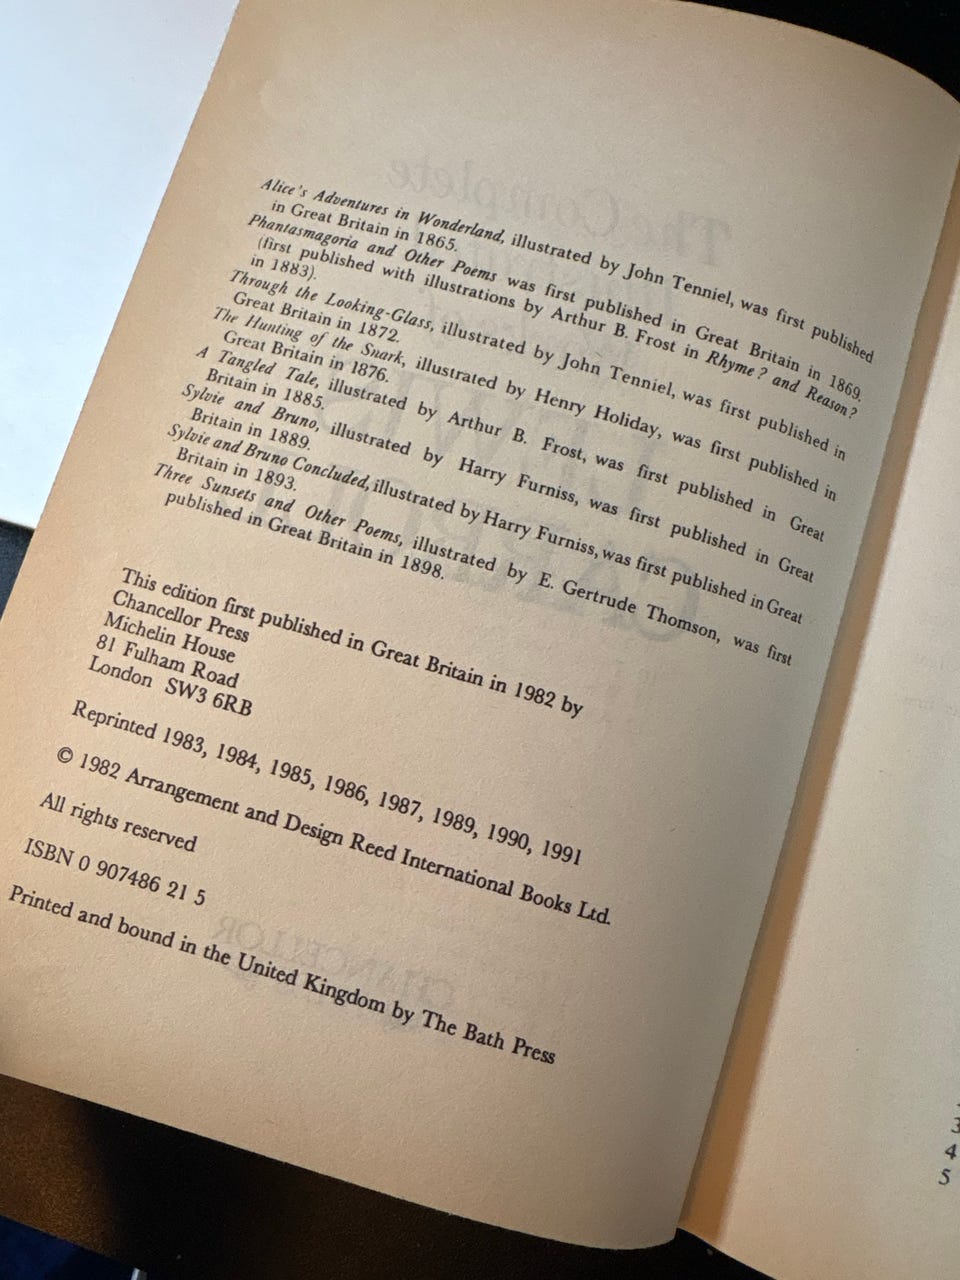 Alice's Adventures in Wonderland, illustrated by John Tenniel, was first published
in Great Britain in 1865.
Phantasmagoria and Other Poems was first published in Great Britain in 1869.
(first published with illustrations by Arthur B. Frost in Rhyme? and Reason?
in 1883).
Through the Looking-Glass, illustrated by John Tenniel, was first published in
Great Britain in 1872.
The Hunting of the Snark, illustrated by Henry Holiday, was first published in
Great Britain in 1876.
A Tangled Tale, illustrated by Arthur B. Frost, was first published in Great
Britain in 1885.
Sylvie and Bruno, illustrated by Harry Furniss, was first published in Great
Britain in 1889.
Sylvie and Bruno Concluded, illustrated by Harry Furniss, was first published in Great
Britain in 1893.
Three Sunsets and Other Poems, illustrated by E. Gertrude Thomson, was first
published in Great Britain in 1898.
This edition first published in Great Britain in 1982 by
Chancellor Press
Michelin House
81 Fulham Road
London SW3 6RB
Reprinted 1983, 1984, 1985, 1986, 1987, 1989, 1990, 1991
© 1982 Arrangement and Design Reed International Books Ltd.
All rights reserved
ISBN 0 907486 21 5
Printed and bound in the United Kingdom by The Bath Press
3
4
5